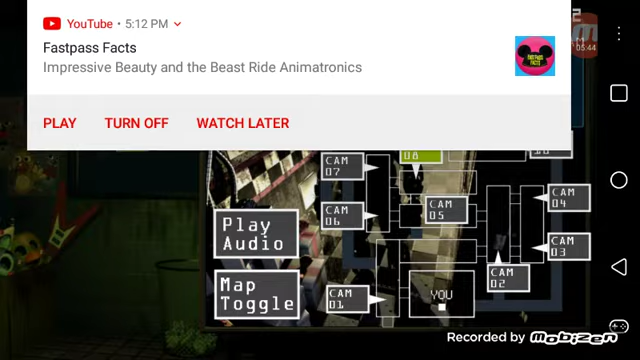 YouTube • 5:12 PM
Fastpass Facts
Impressive Beauty and the Beast Ride Animatronics
FASTPASS
FACTS
PLAY
TURN OFF
WATCH LATER
05:44
08
CAM
07
CAM
04
CAM
05
CAM
06
Play
Audio
CAM
03
CAM
02
Map
Toggle
CAM
01
YOU
Recorded by Mobizen